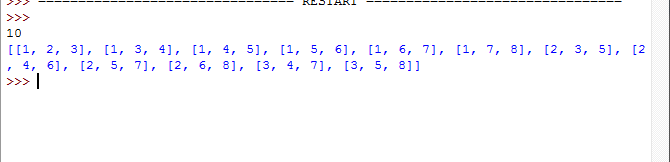 >>> ================================ RESTART ================================
>>>
10
[[1, 2, 3], [1, 3, 4], [1, 4, 5], [1, 5, 6], [1, 6, 7], [1, 7, 8], [2, 3, 5], [2
, 4, 6], [2, 5, 7], [2, 6, 8], [3, 4, 7], [3, 5, 8]]
>>>